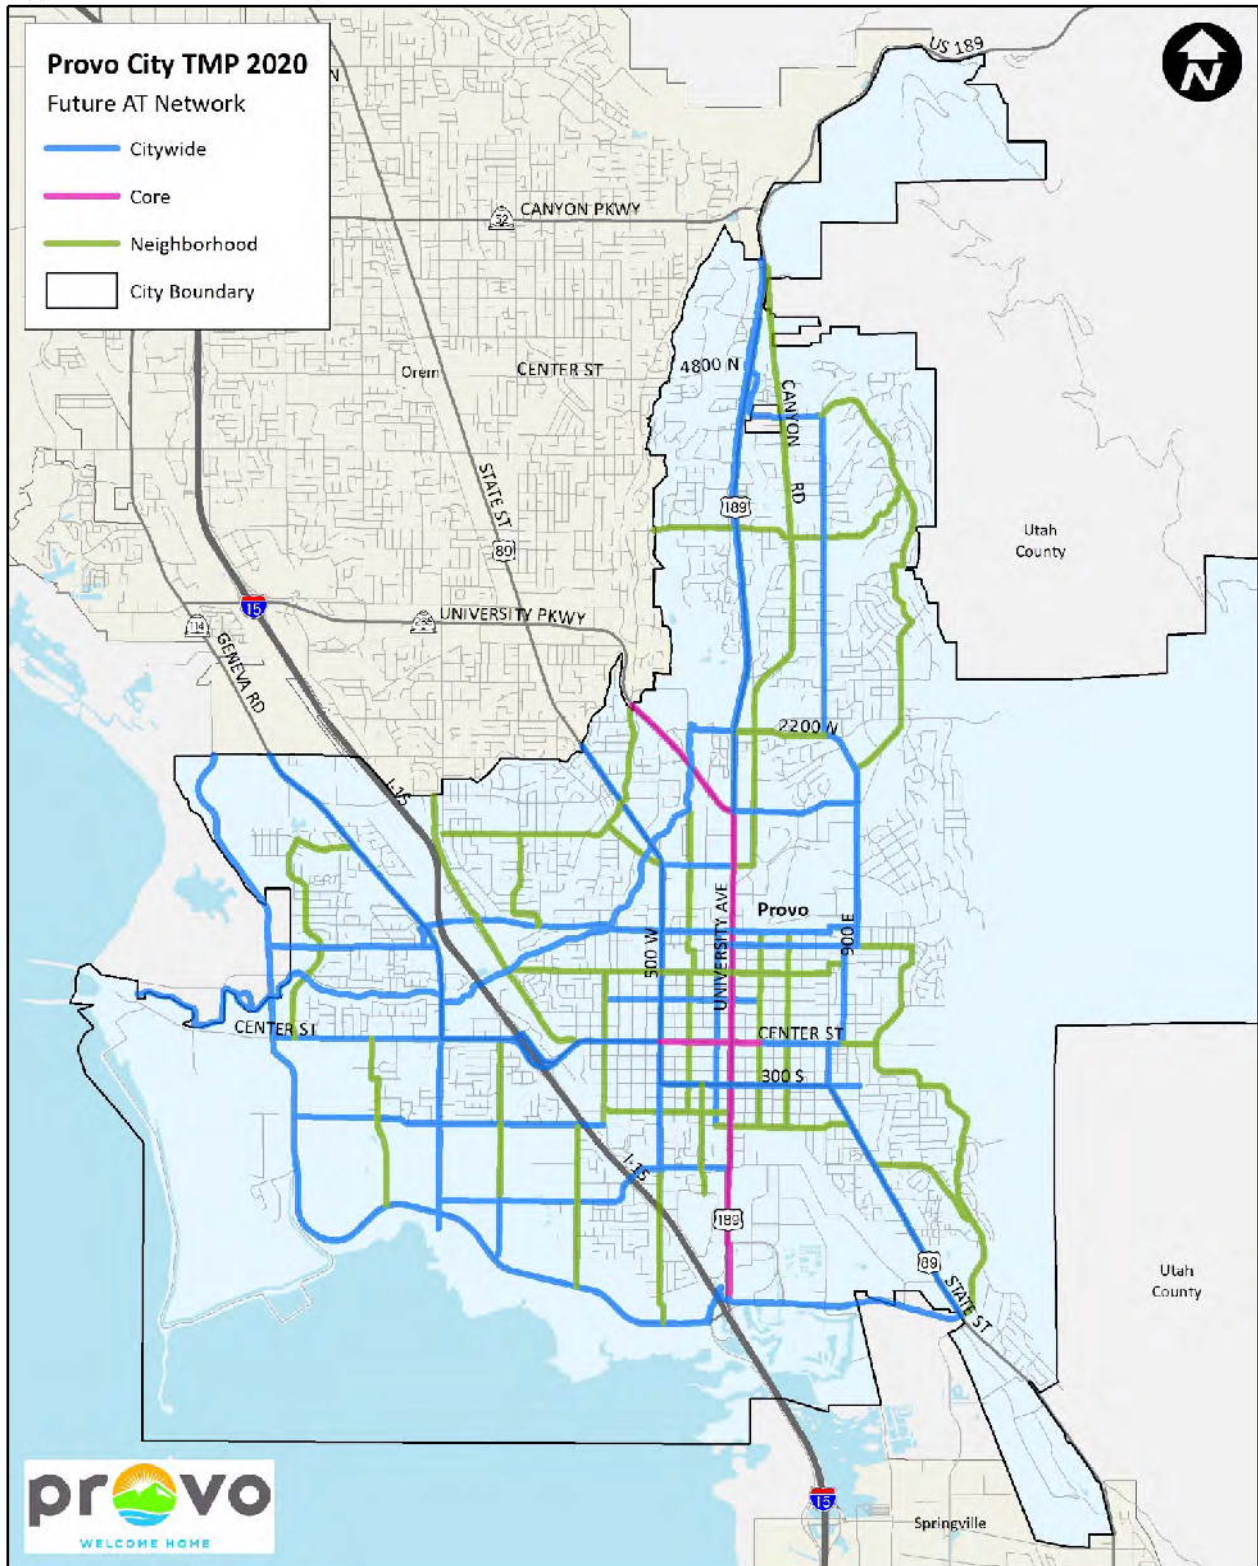 Provo City TMP 2020
Future AT Network
Citywide
Core
Neighborhood
City Boundary
N
US 189
N
52
CANYON PKWY
4800 N
Orem
CENTER ST
CANYON
RD
STATE ST
189
89
Utah
County
15
114
UNIVERSITY PKWY
GENEVA RD
2200 N
I-15
UNIVERSITY AVE
Provo
900 E
500 W
CENTER ST
CENTER ST
300 S
I-15
189
89
STATE ST
Utah
County
provo
WELCOME HOME
15
Springville